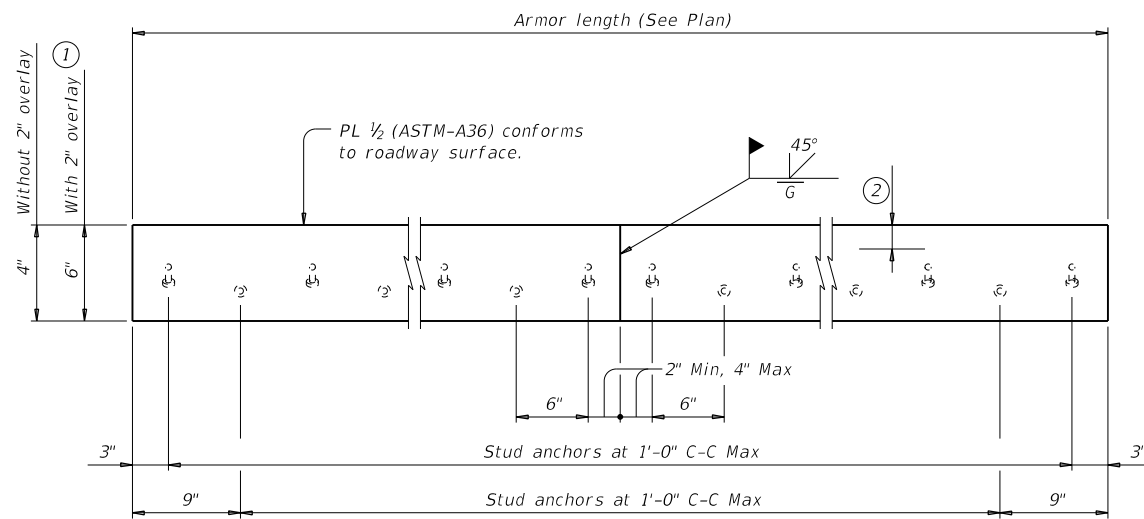 Armor length (See Plan)
Without 2" overlay
1
With 2" overlay
PL ½ (ASTM-A36) conforms
to roadway surface.
45°
G
2
4"
6"
2" Min, 4" Max
6"
6"
3"
Stud anchors at 1'-0" C-C Max
3"
9"
Stud anchors at 1'-0" C-C Max
9"